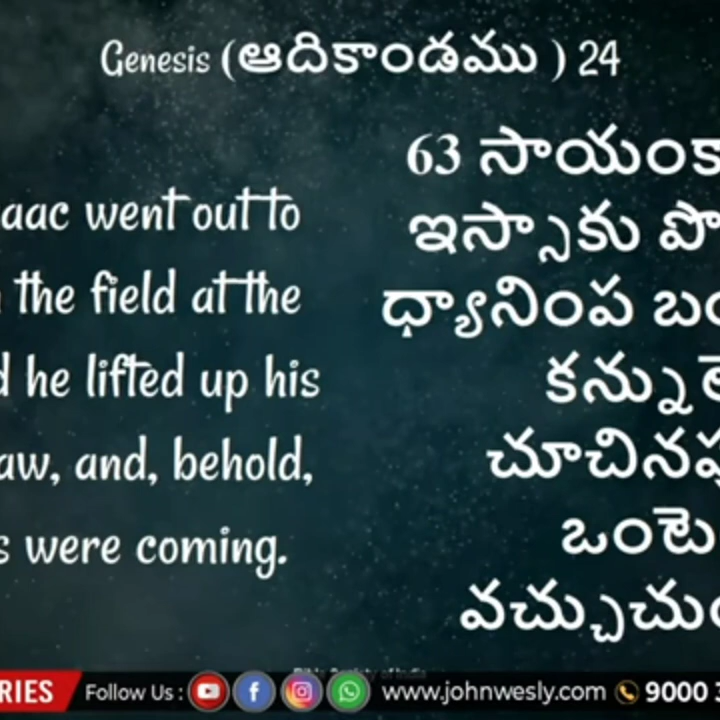 Genesis (ఆదికాండము ) 24
aac went out to
the field at the
d he lifted up his
aw, and, behold,
s were coming.
63 సాయంకా
ఇస్సాకు పొ
ధ్యానింప బ
కన్ను
చూచినప్
ఒంటె
వచ్చుచు
RIES
Follow Us :
www.johnwesly.com
9000